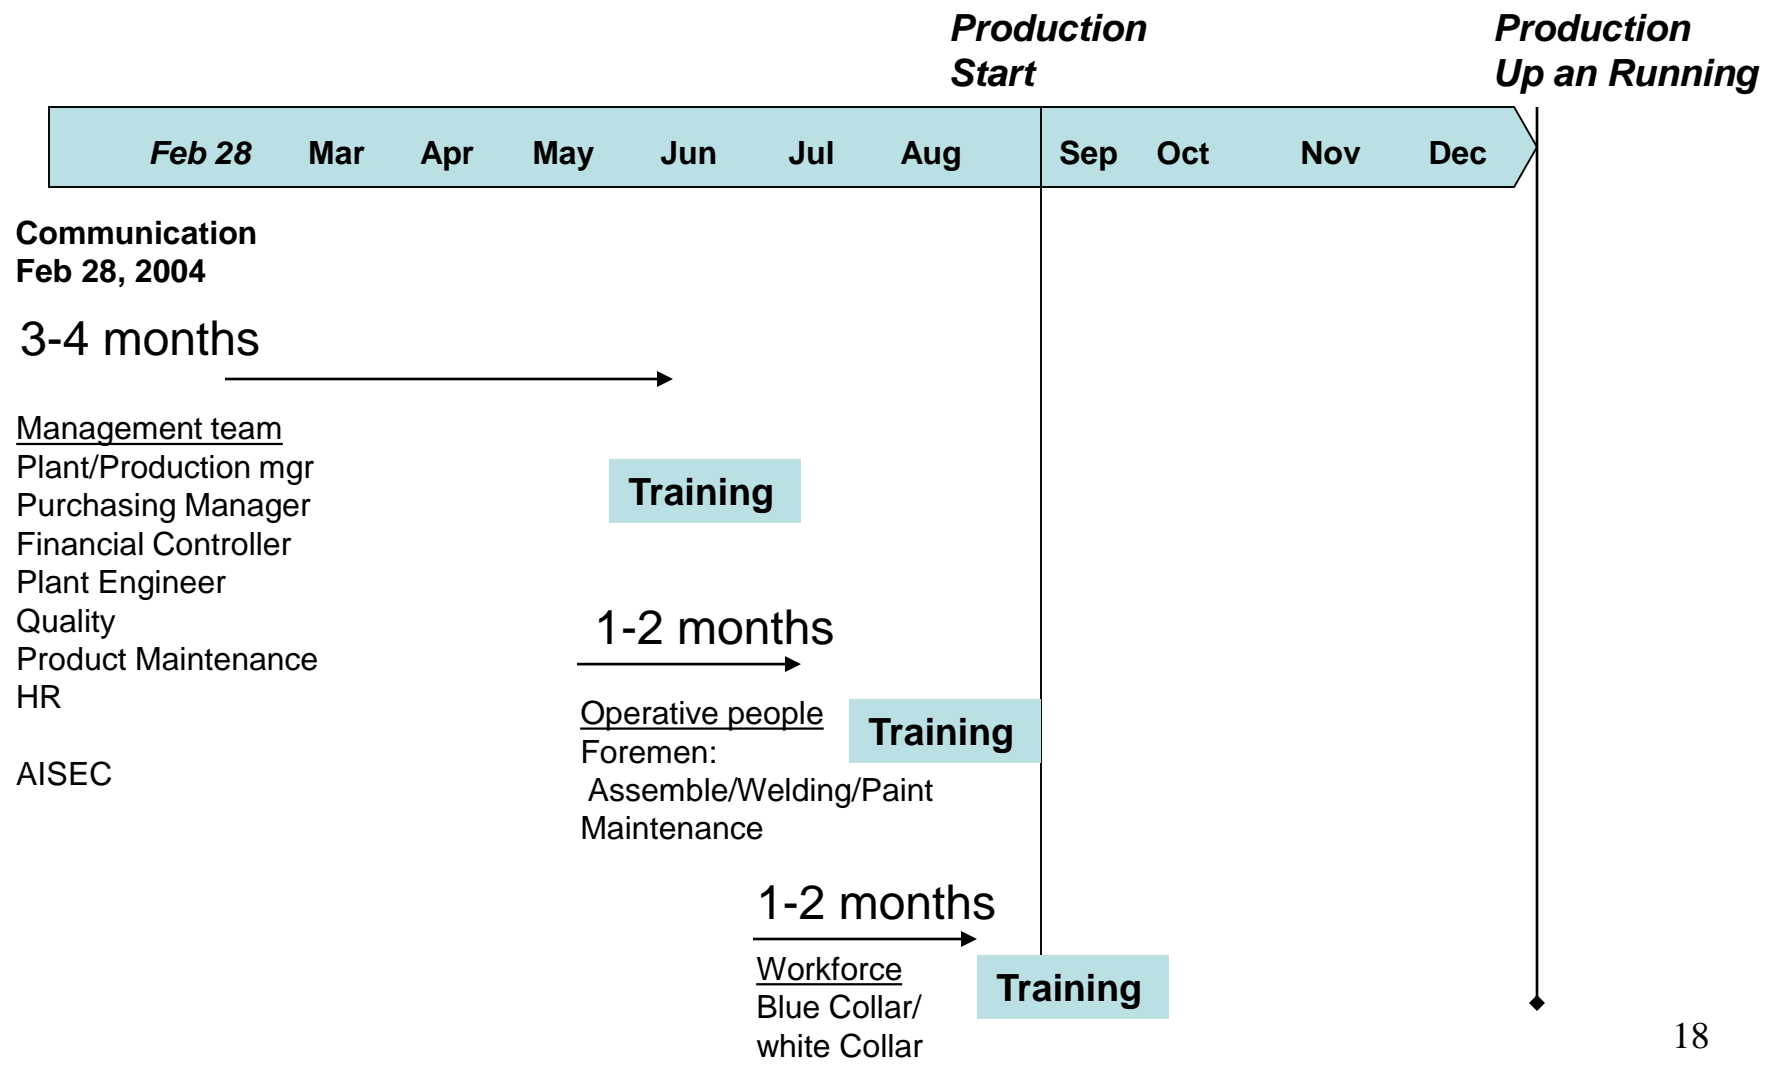 Production
Start
Production
Up an Running
Feb 28 Mar Apr May Jun Jul Aug Sep Oct Nov Dec
Communication
Feb 28, 2004
3-4 months
Management team
Plant/Production mgr
Purchasing Manager
Financial Controller
Plant Engineer
Quality
Product Maintenance
HR
AISEC
Training
1-2 months
Operative people
Foremen:
Assemble/Welding/Paint
Maintenance
Training
1-2 months
Workforce
Blue Collar/
white Collar
Training
18